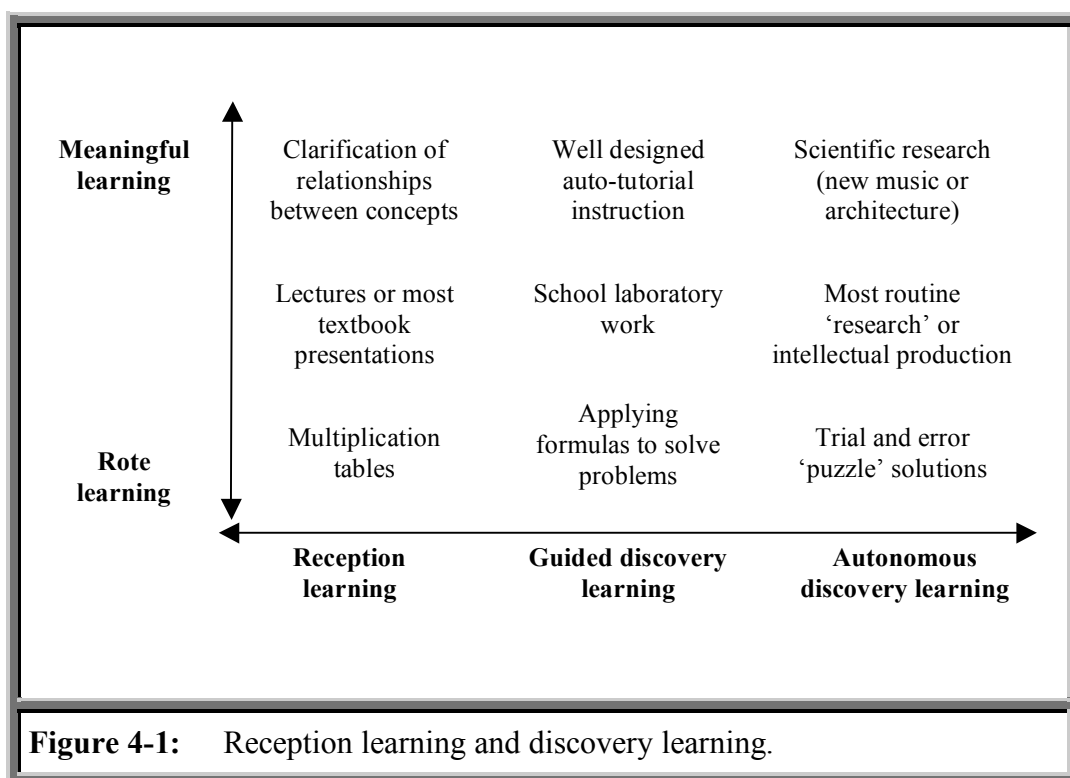 Meaningful
learning
Clarification of
relationships
between concepts
Well designed
auto-tutorial
instruction
Scientific research
(new music or
architecture)
Lectures or most
textbook
presentations
School laboratory
work
Most routine
‘research’ or
intellectual production
Rote
learning
Multiplication
tables
Applying
formulas to solve
problems
Trial and error
‘puzzle’ solutions
Reception
learning
Guided discovery
learning
Autonomous
discovery learning
Figure 4-1: Reception learning and discovery learning.